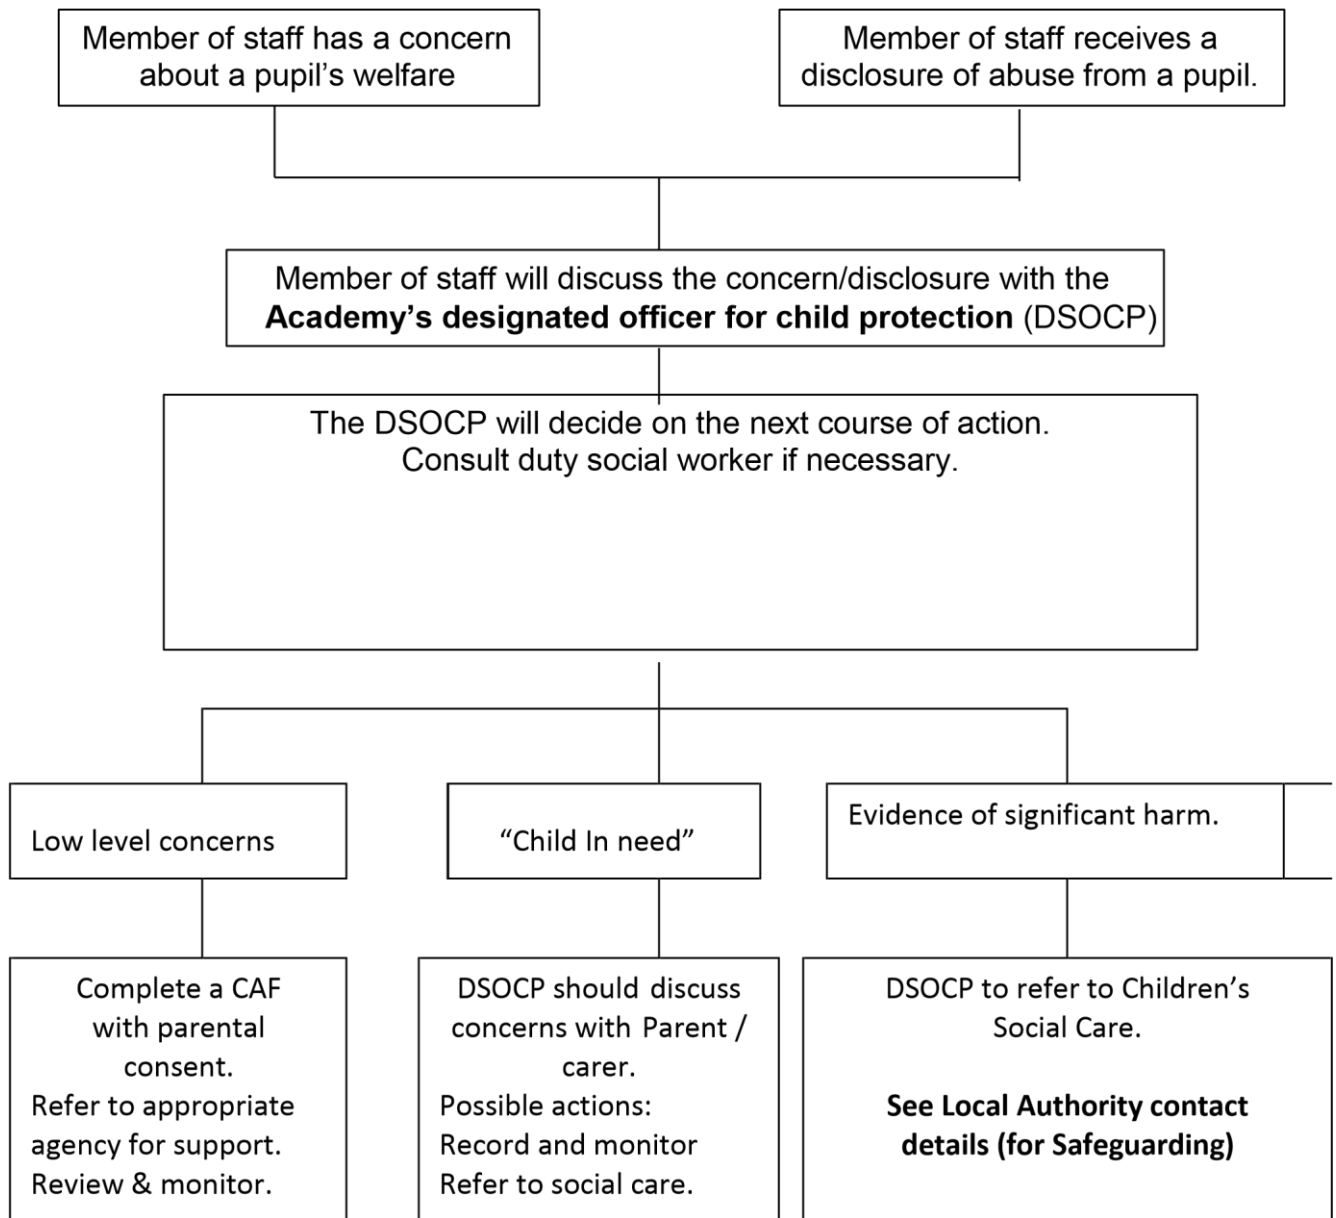 Member of staff has a concern
about a pupil’s welfare
Member of staff receives a
disclosure of abuse from a pupil.
Member of staff will discuss the concern/disclosure with the
Academy’s designated officer for child protection (DSOCP)
The DSOCP will decide on the next course of action.
Consult duty social worker if necessary.
Low level concerns
“Child In need”
Evidence of significant harm.
Complete a CAF
with parental
consent.
Refer to appropriate
agency for support.
Review & monitor.
DSOCP should discuss
concerns with Parent /
carer.
Possible actions:
Record and monitor
Refer to social care.
DSOCP to refer to Children’s
Social Care.
See Local Authority contact
details (for Safeguarding)